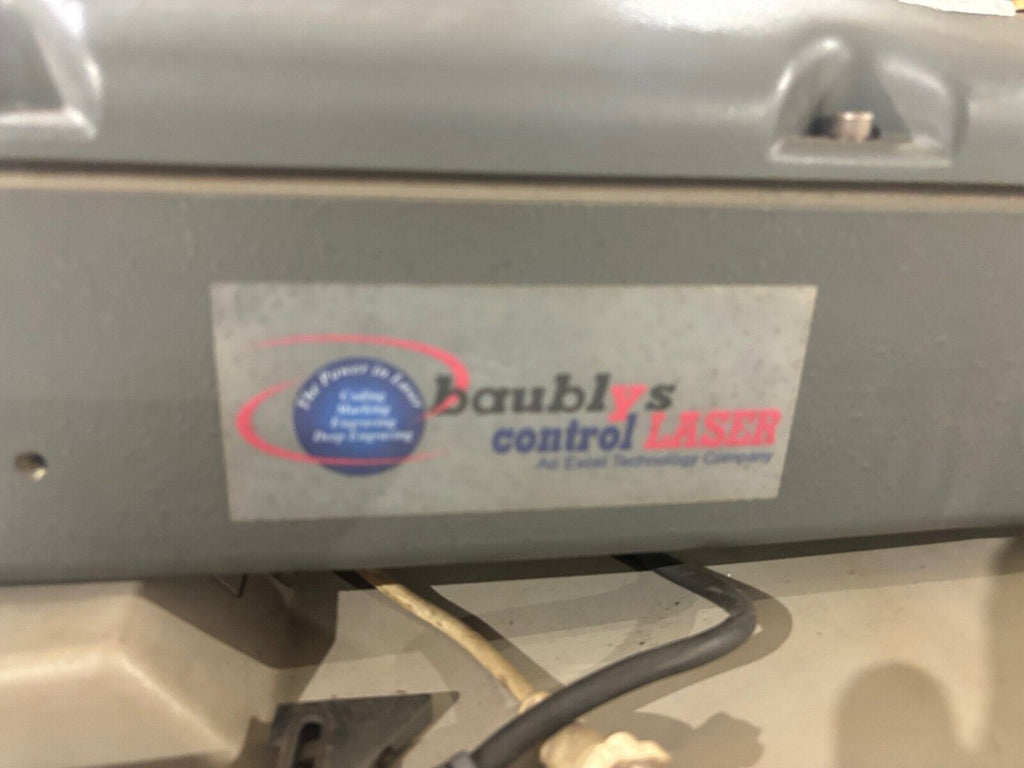 The Power in Laser
Coding
Marking
Engraving
Deep Engraving
baublys
control LASER
An Excel Technology Company